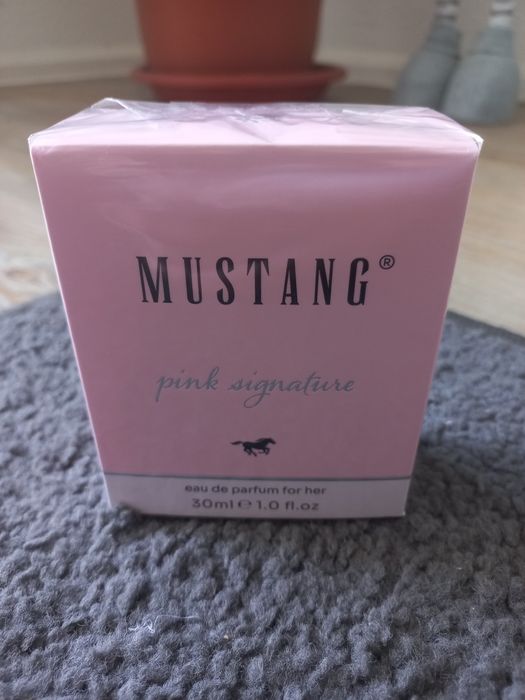 MUSTANG®
pink signature
eau de parfum for her
30ml ℮ 1.0 fl.oz